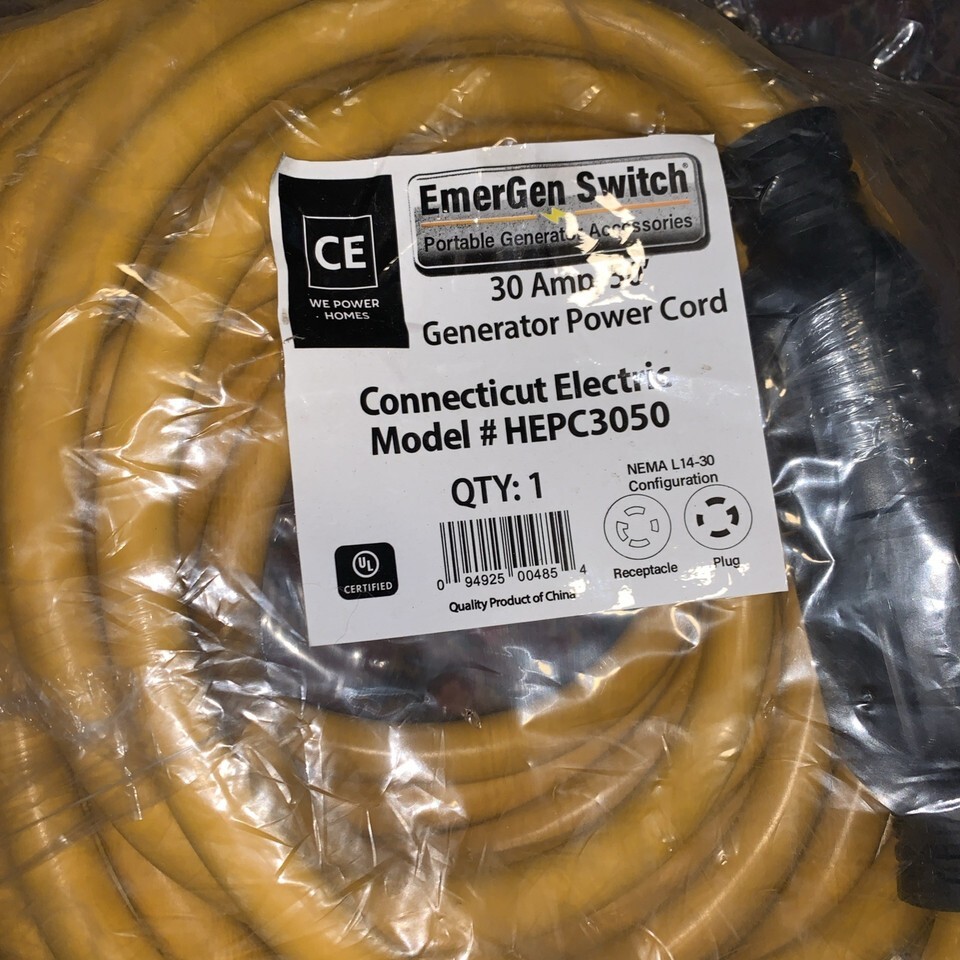 EmerGen Switch®
Portable Generator Accessories
CE
WE POWER
HOMES
30 Amp, 50'
Generator Power Cord
Connecticut Electric
Model # HEPC3050
QTY: 1
NEMA L14-30
Configuration
Receptacle
Plug
UL
CERTIFIED
0 94925 00485 4
Quality Product of China